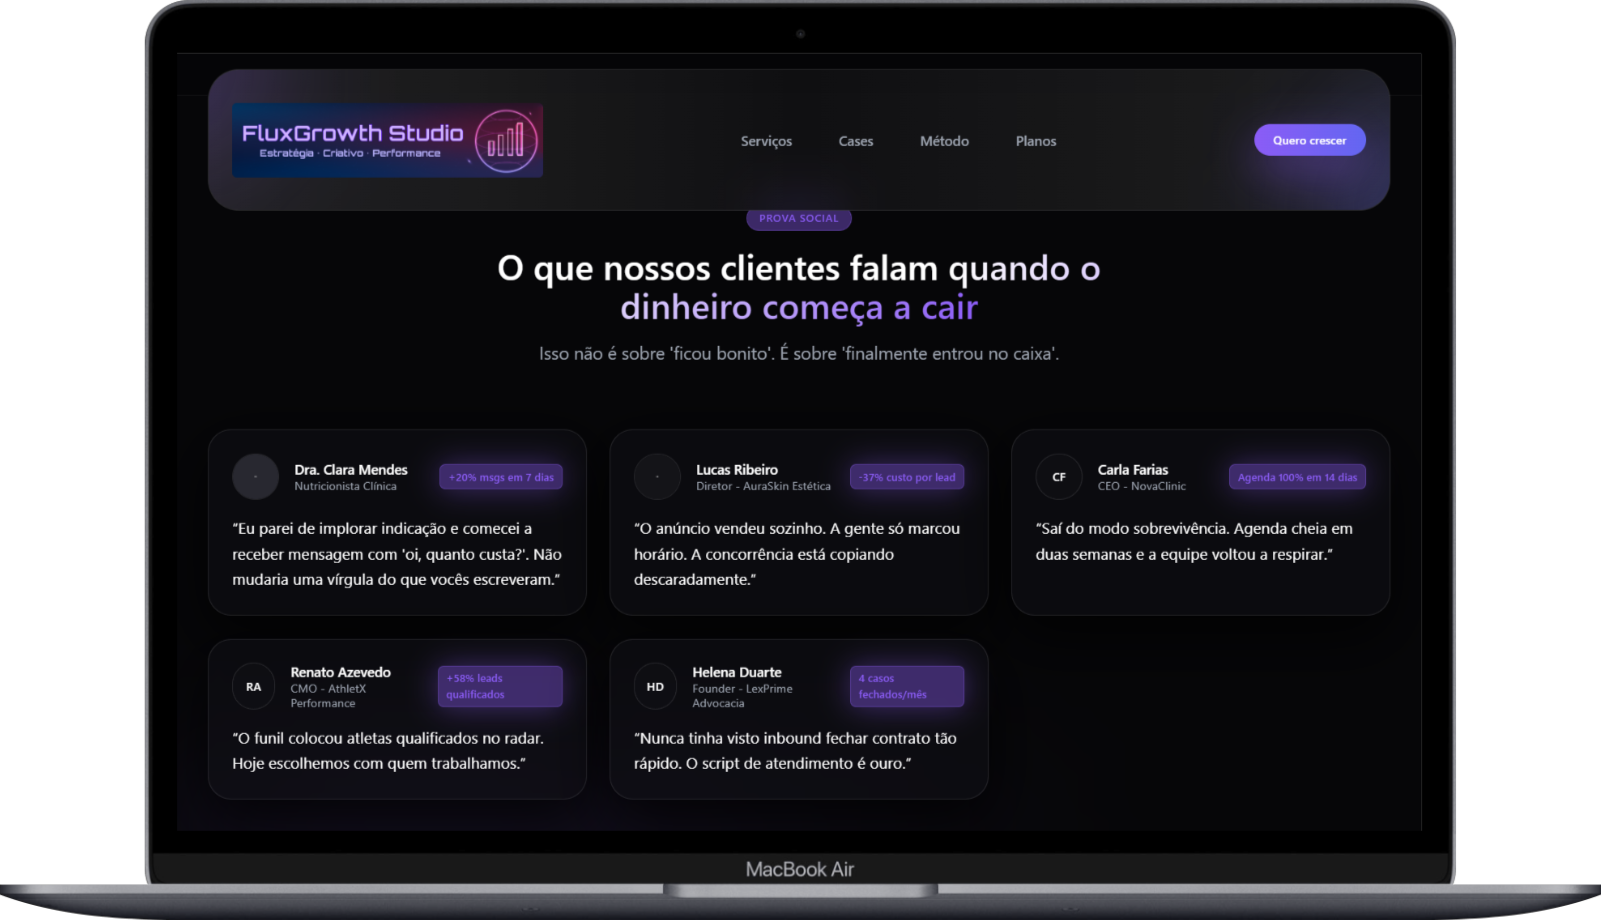 FluxGrowth Studio
Estratégia · Criativo · Performance
Serviços
Cases
Método
Planos
Quero crescer
PROVA SOCIAL
O que nossos clientes falam quando o
dinheiro começa a cair
Isso não é sobre 'ficou bonito'. É sobre 'finalmente entrou no caixa'.
Dra. Clara Mendes
Nutricionista Clínica
+20% msgs em 7 dias
“Eu parei de implorar indicação e comecei a
receber mensagem com 'oi, quanto custa?'. Não
mudaria uma vírgula do que vocês escreveram.”
Lucas Ribeiro
Diretor - AuraSkin Estética
-37% custo por lead
“O anúncio vendeu sozinho. A gente só marcou
horário. A concorrência está copiando
descaradamente.”
CF
Carla Farias
CEO - NovaClinic
Agenda 100% em 14 dias
“Saí do modo sobrevivência. Agenda cheia em
duas semanas e a equipe voltou a respirar.”
RA
Renato Azevedo
CMO - AthletX
Performance
+58% leads
qualificados
“O funil colocou atletas qualificados no radar.
Hoje escolhemos com quem trabalhamos.”
HD
Helena Duarte
Founder - LexPrime
Advocacia
4 casos
fechados/mês
“Nunca tinha visto inbound fechar contrato tão
rápido. O script de atendimento é ouro.”
MacBook Air